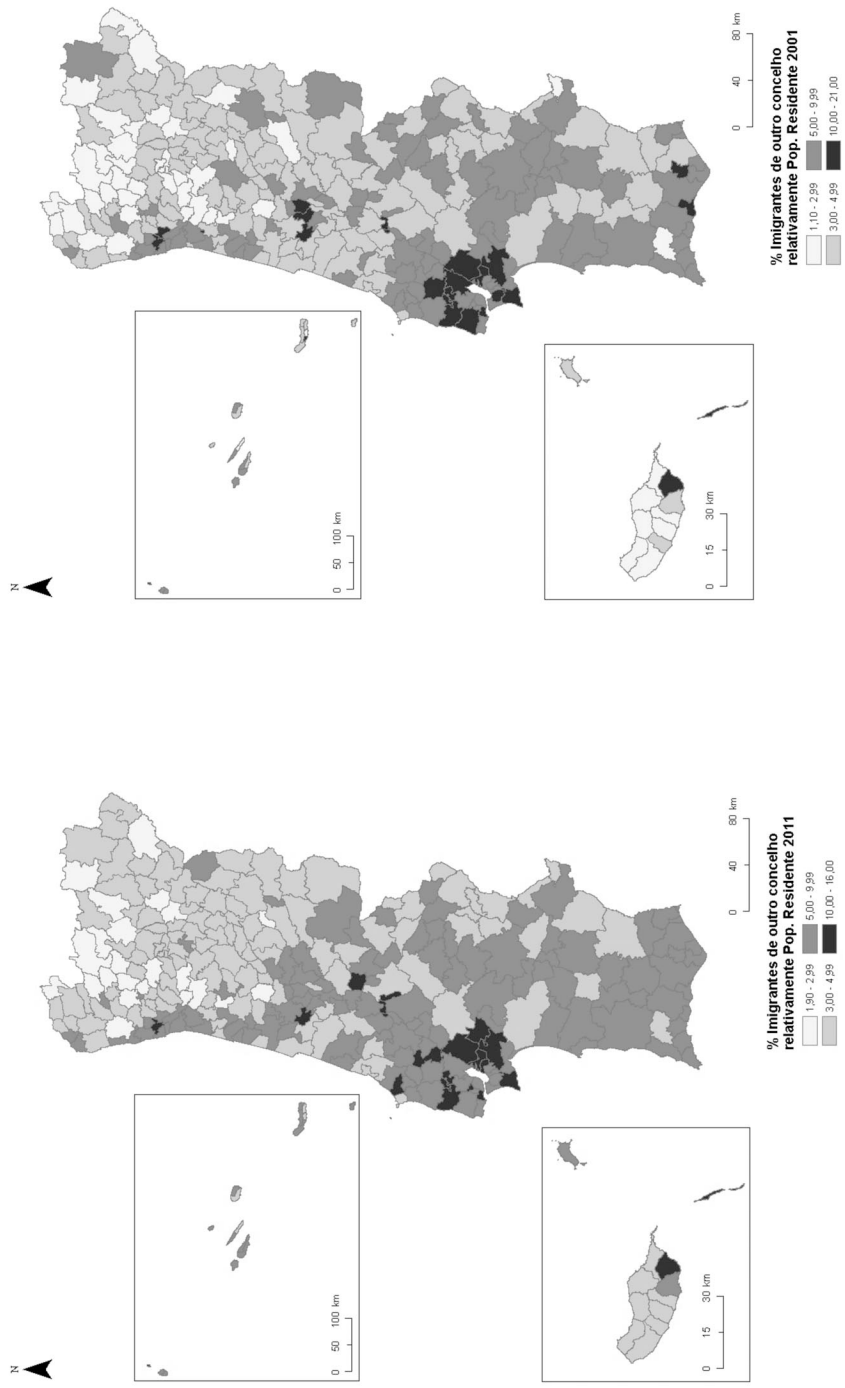 N
0 50 100 km
0 15 30 km
0 40 80 km
% Imigrantes de outro concelho
relativamente Pop. Residente 2011
1,90 - 2,99 5,00 - 9,99
3,00 - 4,99 10,00 - 16,00
N
0 50 100 km
0 15 30 km
0 40 80 km
% Imigrantes de outro concelho
relativamente Pop. Residente 2001
1,10 - 2,99 5,00 - 9,99
3,00 - 4,99 10,00 - 21,00